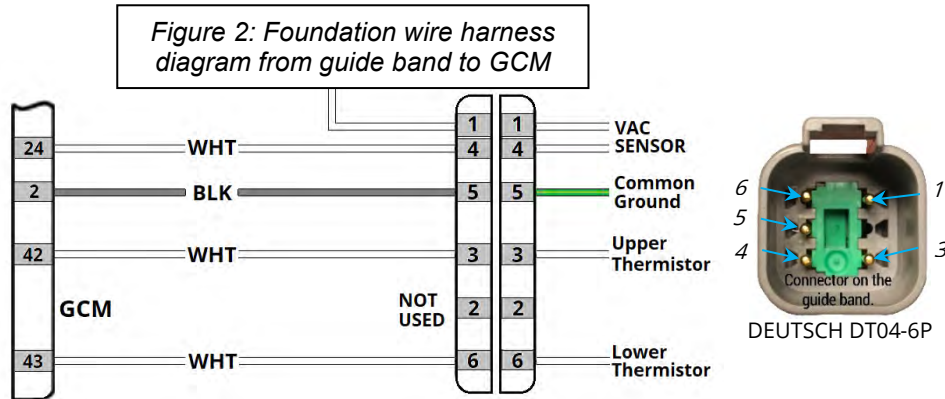 Figure 2: Foundation wire harness
diagram from guide band to GCM
1 1 VAC
24 WHT 4 4 SENSOR
2 BLK 5 5 Common
Ground
42 WHT 3 3 Upper
Thermistor
GCM
NOT
USED
2 2
43 WHT 6 6 Lower
Thermistor
6 1
5
4 3
Connector on the
guide band.
DEUTSCH DT04-6P